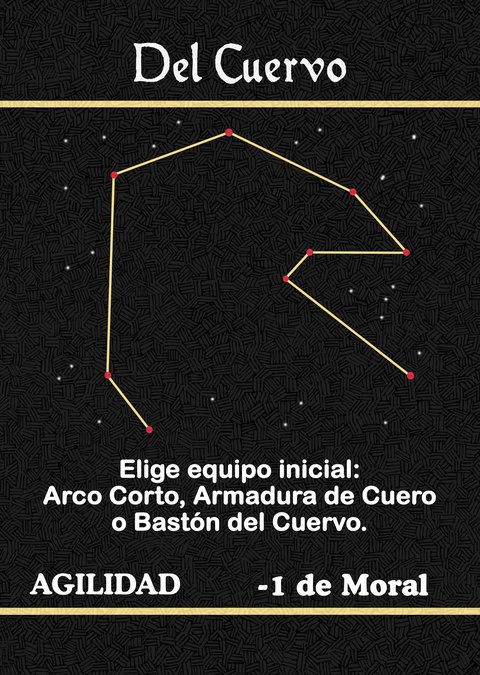 Del Cuervo
Elige equipo inicial:
Arco Corto, Armadura de Cuero
o Bastón del Cuervo.
AGILIDAD
-1 de Moral